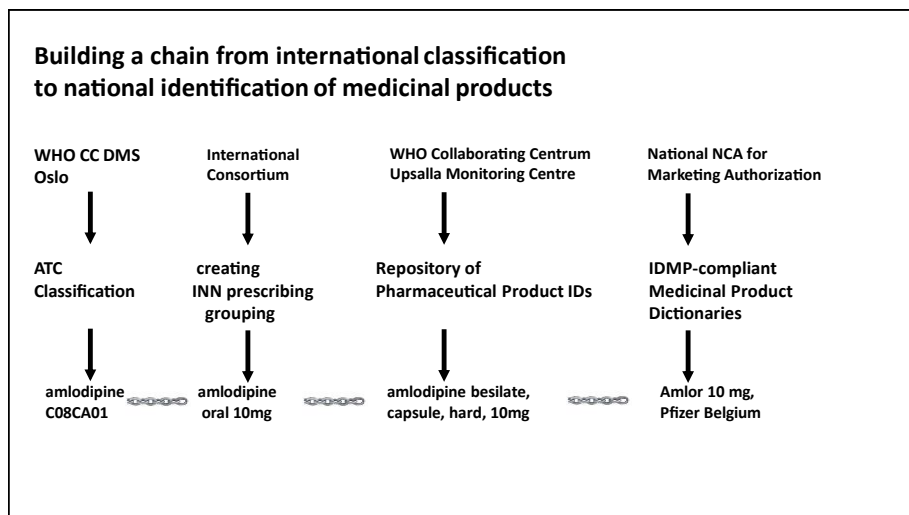 Building a chain from international classification
to national identification of medicinal products
WHO CC DMS
Oslo
ATC
Classification
amlodipine
C08CA01
International
Consortium
creating
INN prescribing
grouping
amlodipine
oral 10mg
WHO Collaborating Centrum
Upsalla Monitoring Centre
Repository of
Pharmaceutical Product IDs
amlodipine besilate,
capsule, hard, 10mg
National NCA for
Marketing Authorization
IDMP-compliant
Medicinal Product
Dictionaries
Amlor 10 mg,
Pfizer Belgium